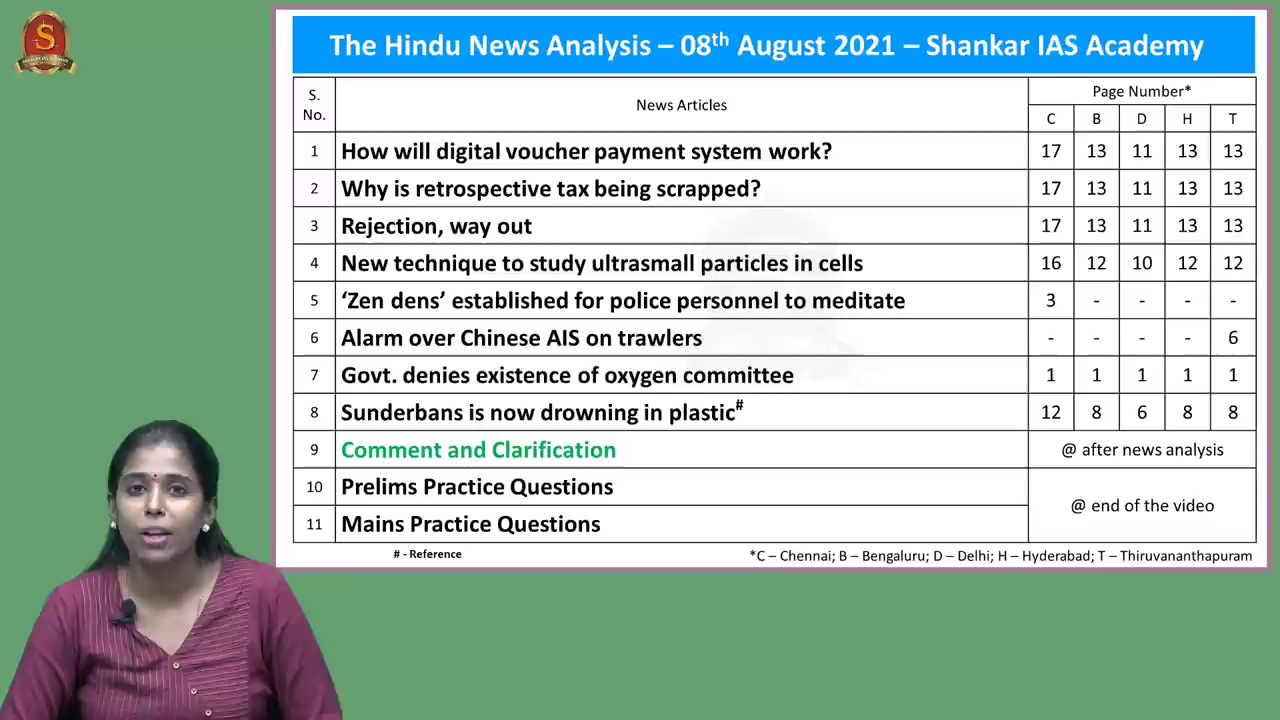 The Hindu News Analysis – 08th August 2021 – Shankar IAS Academy
S. No. News Articles Page Number*
C B D H T
1 How will digital voucher payment system work? 17 13 11 13 13
2 Why is retrospective tax being scrapped? 17 13 11 13 13
3 Rejection, way out 17 13 11 13 13
4 New technique to study ultrasmall particles in cells 16 12 10 12 12
5 ‘Zen dens’ established for police personnel to meditate 3 - - - -
6 Alarm over Chinese AIS on trawlers - - - - 6
7 Govt. denies existence of oxygen committee 1 1 1 1 1
8 Sunderbans is now drowning in plastic# 12 8 6 8 8
9 Comment and Clarification @ after news analysis
10 Prelims Practice Questions
@ end of the video
11 Mains Practice Questions
# - Reference *C – Chennai; B – Bengaluru; D – Delhi; H – Hyderabad; T – Thiruvananthapuram
S